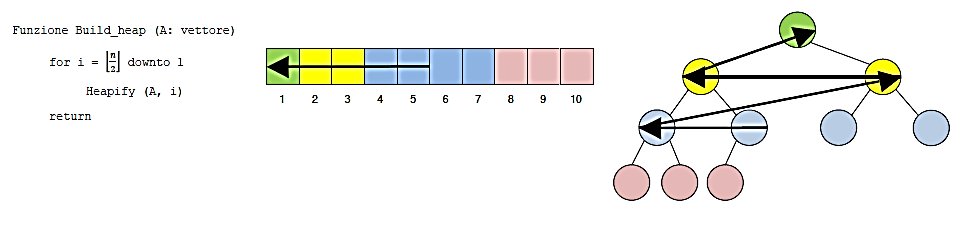 Funzione Build_heap (A: vettore)
for i = ⌊n/2⌋ downto 1
Heapify (A, i)
return
1 2 3 4 5 6 7 8 9 10